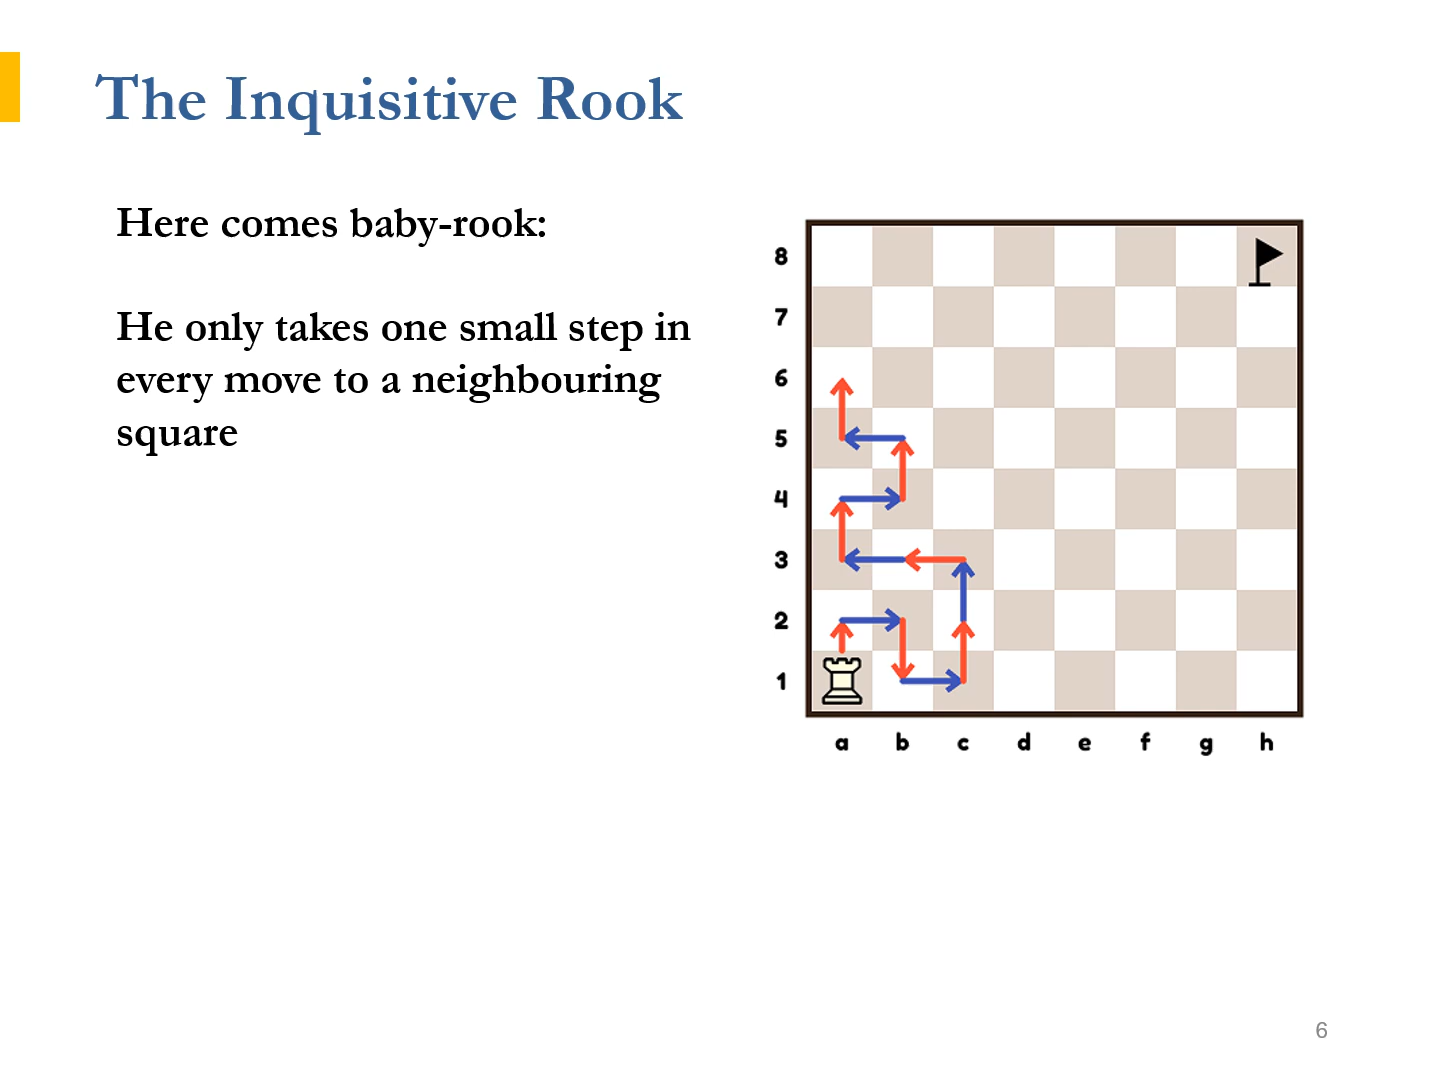 The Inquisitive Rook
Here comes baby-rook:
He only takes one small step in
every move to a neighbouring
square
8
7
6
5
4
3
2
1
a b c d e f g h
6